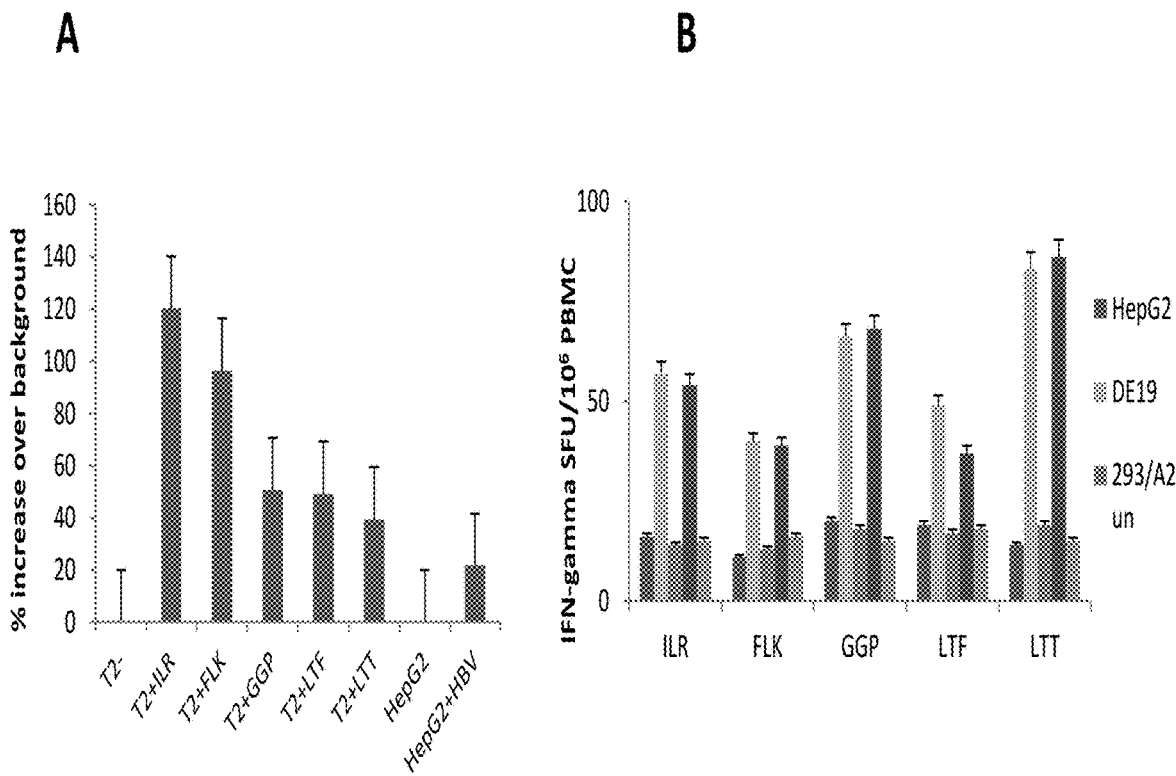 A
B
% increase over background
160
140
120
100
80
60
40
20
0
T2-
T2+ILR
T2+FLK
T2+GGP
T2+LTF
T2+LTT
HepG2
HepG2+HBV
IFN-gamma SFU/10⁶ PBMC
100
50
0
ILR
FLK
GGP
LTF
LTT
HepG2
DE19
293/A2
un